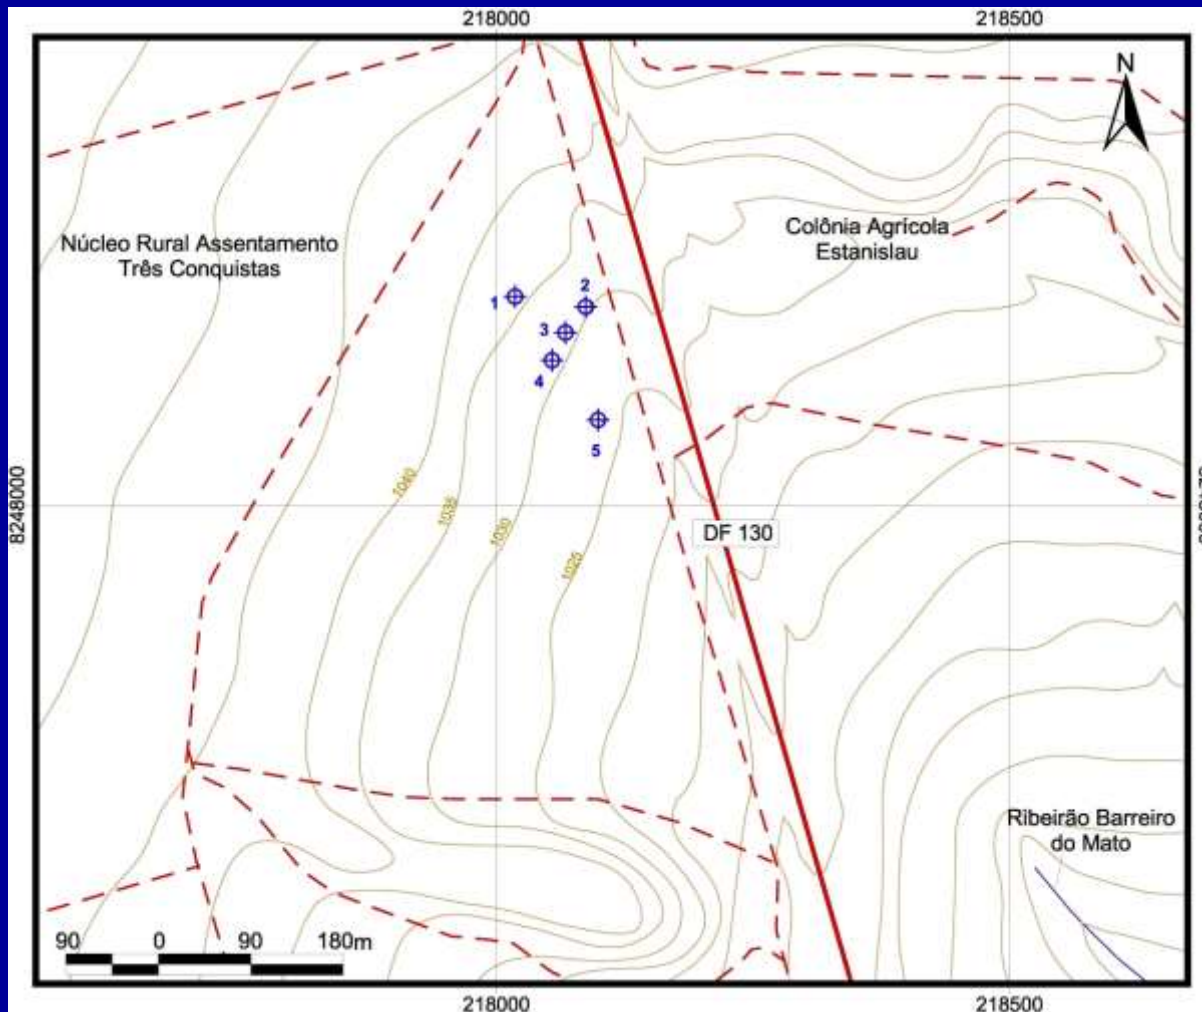 218000
218500
N
Núcleo Rural Assentamento
Três Conquistas
Colônia Agrícola
Estanislau
1
2
3
4
5
8248000
1040
1035
1030
1025
DF 130
Ribeirão Barreiro
do Mato
90
0
90
180m
218000
218500